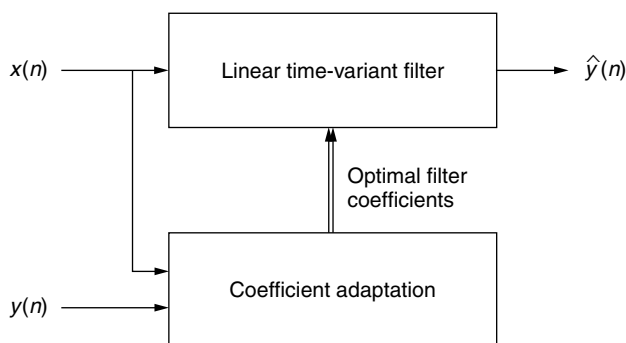 x(n)
Linear time-variant filter
ŷ(n)
Optimal filter
coefficients
Coefficient adaptation
y(n)